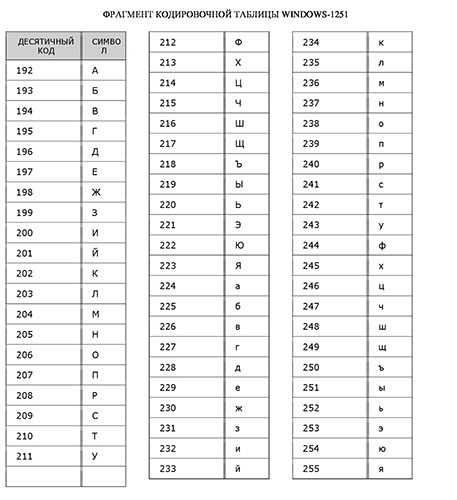 ФРАГМЕНТ КОДИРОВОЧНОЙ ТАБЛИЦЫ WINDOWS-1251
ДЕСЯТИЧНЫЙ КОД СИМВОЛ
192 А
193 Б
194 В
195 Г
196 Д
197 Е
198 Ж
199 З
200 И
201 Й
202 К
203 Л
204 М
205 Н
206 О
207 П
208 Р
209 С
210 Т
211 У
212 Ф
213 Х
214 Ц
215 Ч
216 Ш
217 Щ
218 Ъ
219 Ы
220 Ь
221 Э
222 Ю
223 Я
224 а
225 б
226 в
227 г
228 д
229 е
230 ж
231 з
232 и
233 й
234 к
235 л
236 м
237 н
238 о
239 п
240 р
241 с
242 т
243 у
244 ф
245 х
246 ц
247 ч
248 ш
249 щ
250 ъ
251 ы
252 ь
253 э
254 ю
255 я